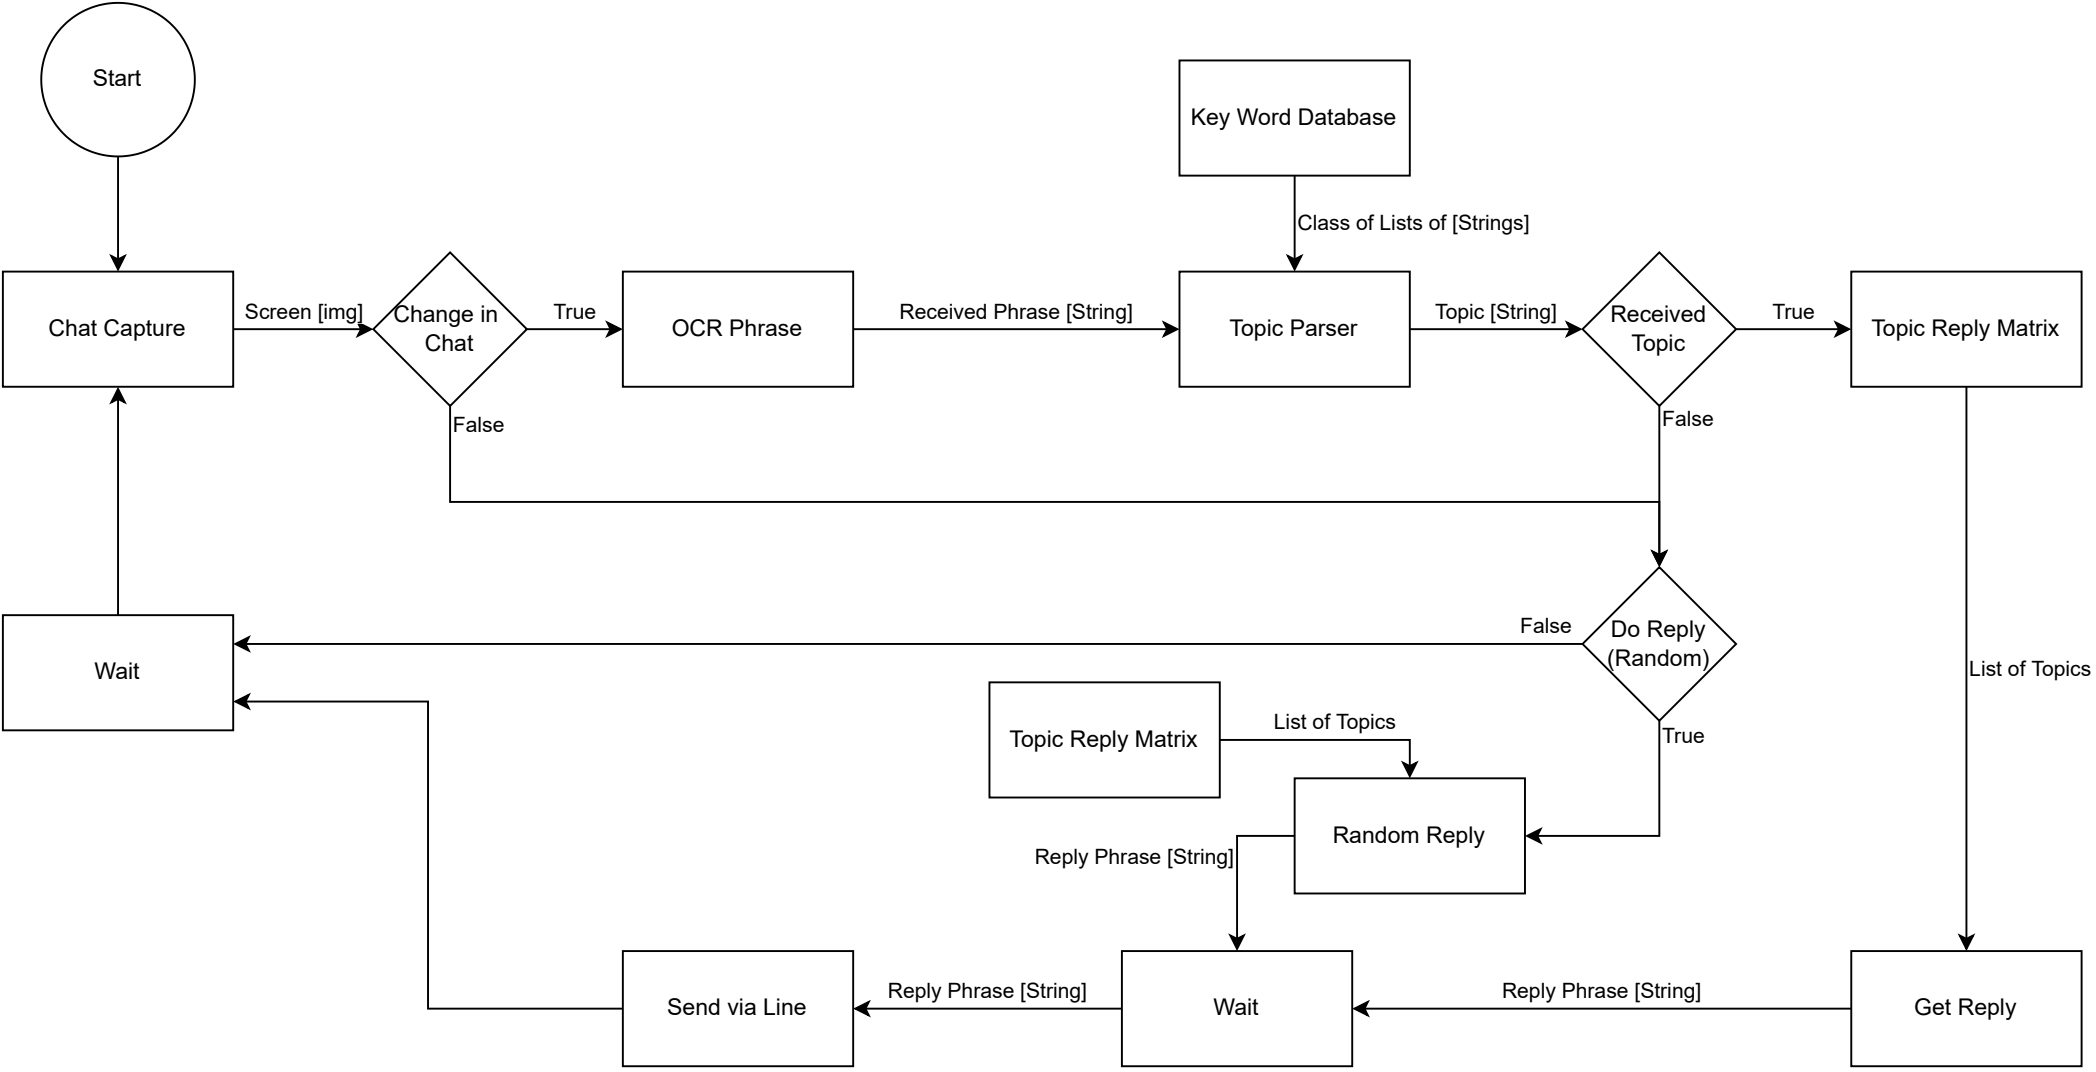 Start
Key Word Database
Class of Lists of [Strings]
Chat Capture
Screen [img]
Change in
Chat
True
OCR Phrase
Received Phrase [String]
Topic Parser
Topic [String]
Received
Topic
True
Topic Reply Matrix
False
False
Wait
False
Do Reply
(Random)
List of Topics
Topic Reply Matrix
List of Topics
True
Random Reply
Reply Phrase [String]
Send via Line
Reply Phrase [String]
Wait
Reply Phrase [String]
Get Reply